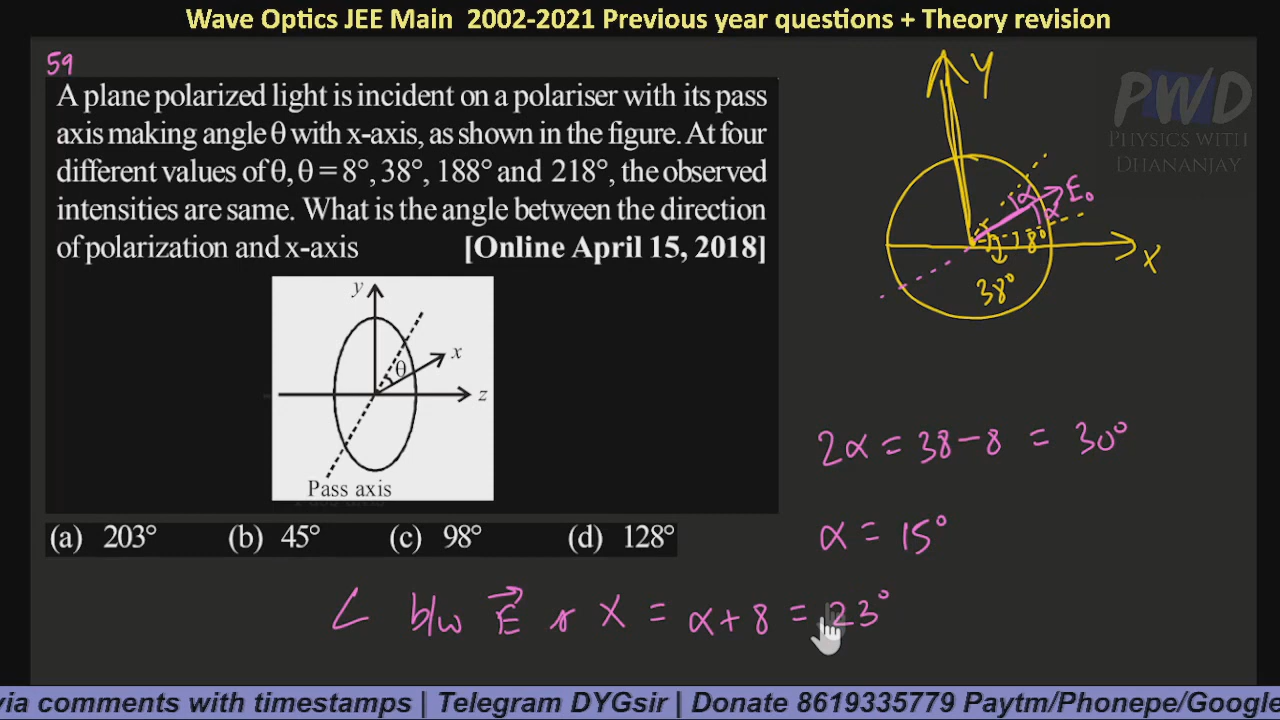 Wave Optics JEE Main 2002-2021 Previous year questions + Theory revision
59
A plane polarized light is incident on a polariser with its pass
axis making angle θ with x-axis, as shown in the figure. At four
different values of θ, θ = 8°, 38°, 188° and 218°, the observed
intensities are same. What is the angle between the direction
of polarization and x-axis [Online April 15, 2018]
y
x
θ
z
Pass axis
(a) 203° (b) 45° (c) 98° (d) 128°
Y
PWD
PHYSICS WITH
DHANANJAY
α E₀
α
8°
X
38°
2α = 38 - 8 = 30°
α = 15°
∠ b/w E⃗ & X = α + 8 = 23°
via comments with timestamps | Telegram DYGsir | Donate 8619335779 Paytm/Phonepe/Google